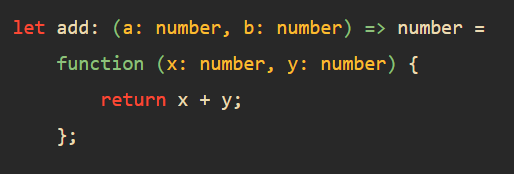 let add: (a: number, b: number) => number =
    function (x: number, y: number) {
        return x + y;
    };